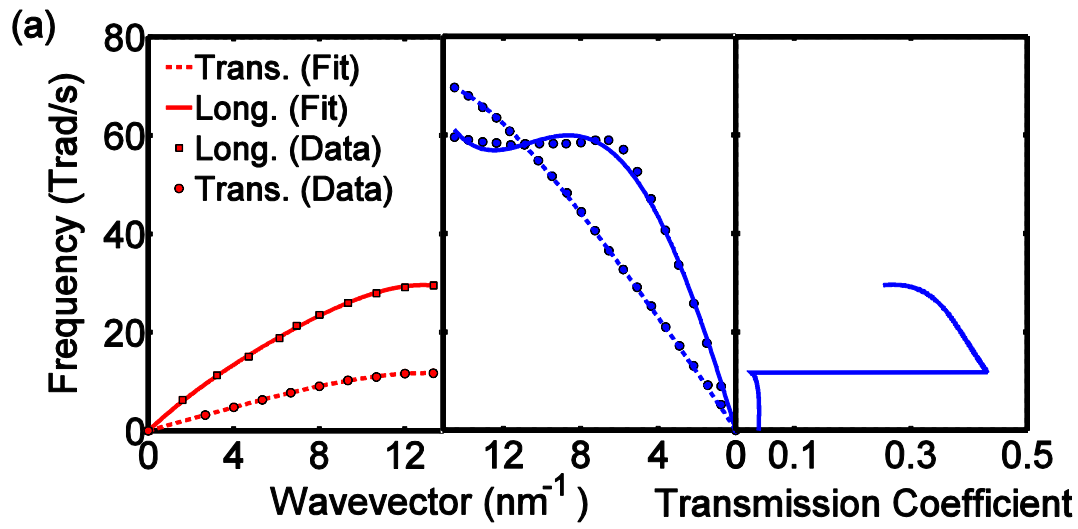 (a)
80
60
40
20
0
Frequency (Trad/s)
Trans. (Fit)
Long. (Fit)
Long. (Data)
Trans. (Data)
0 4 8 12 12 8 4 0 0.1 0.3 0.5
Wavevector (nm⁻¹) Transmission Coefficient